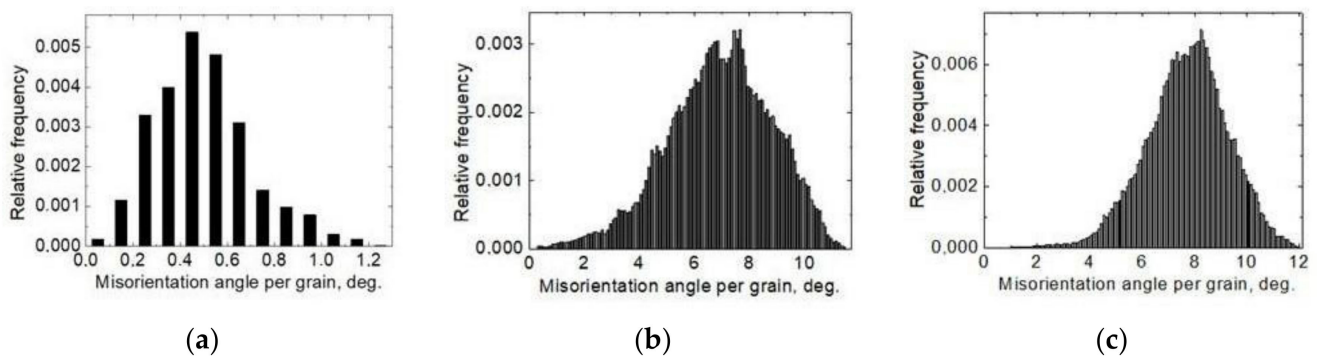 Relative frequency
0.005
0.004
0.003
0.002
0.001
0.000
0.0 0.2 0.4 0.6 0.8 1.0 1.2
Misorientation angle per grain, deg.
(a)
Relative frequency
0.003
0.002
0.001
0.000
0 2 4 6 8 10
Misorientation angle per grain, deg.
(b)
Relative frequency
0,006
0.004
0.002
0,000
0 2 4 6 8 10 12
Misorientation angle per grain, deg.
(c)